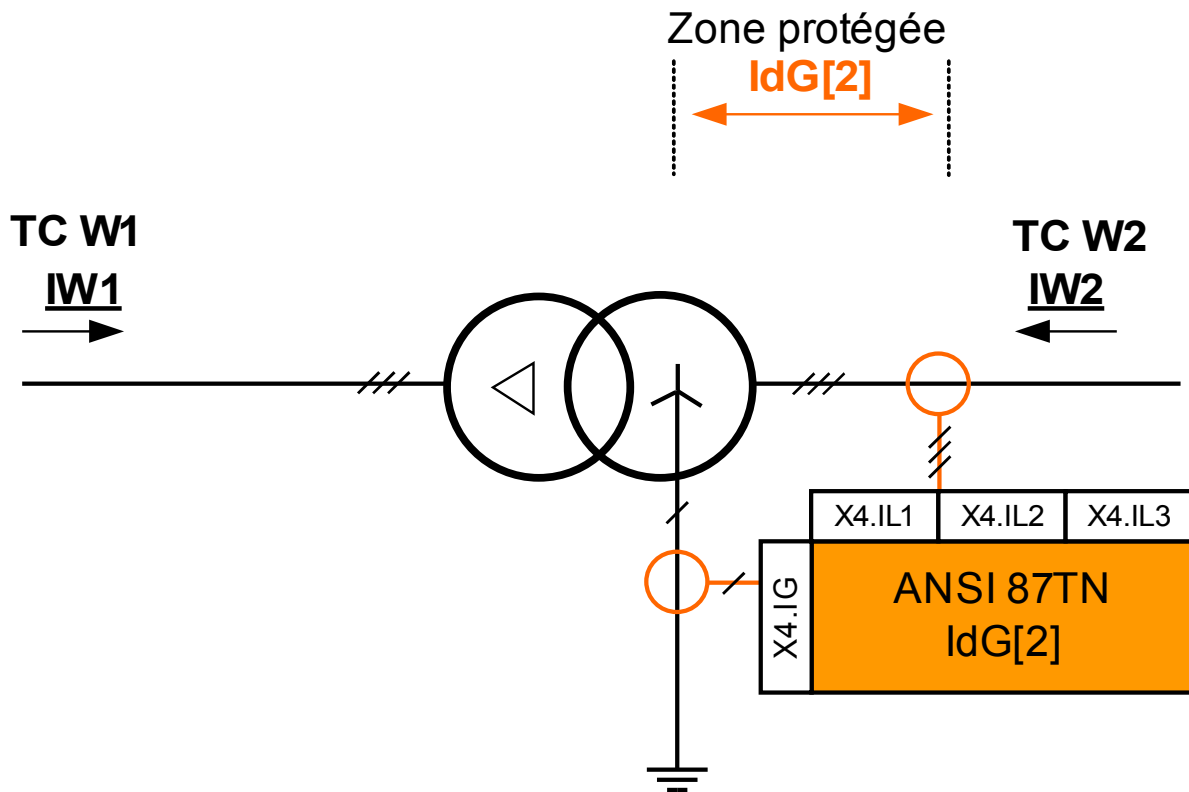 Zone protégée
IdG[2]
TC W1
IW1
TC W2
IW2
X4.IL1
X4.IL2
X4.IL3
X4.IG
ANSI 87TN
IdG[2]